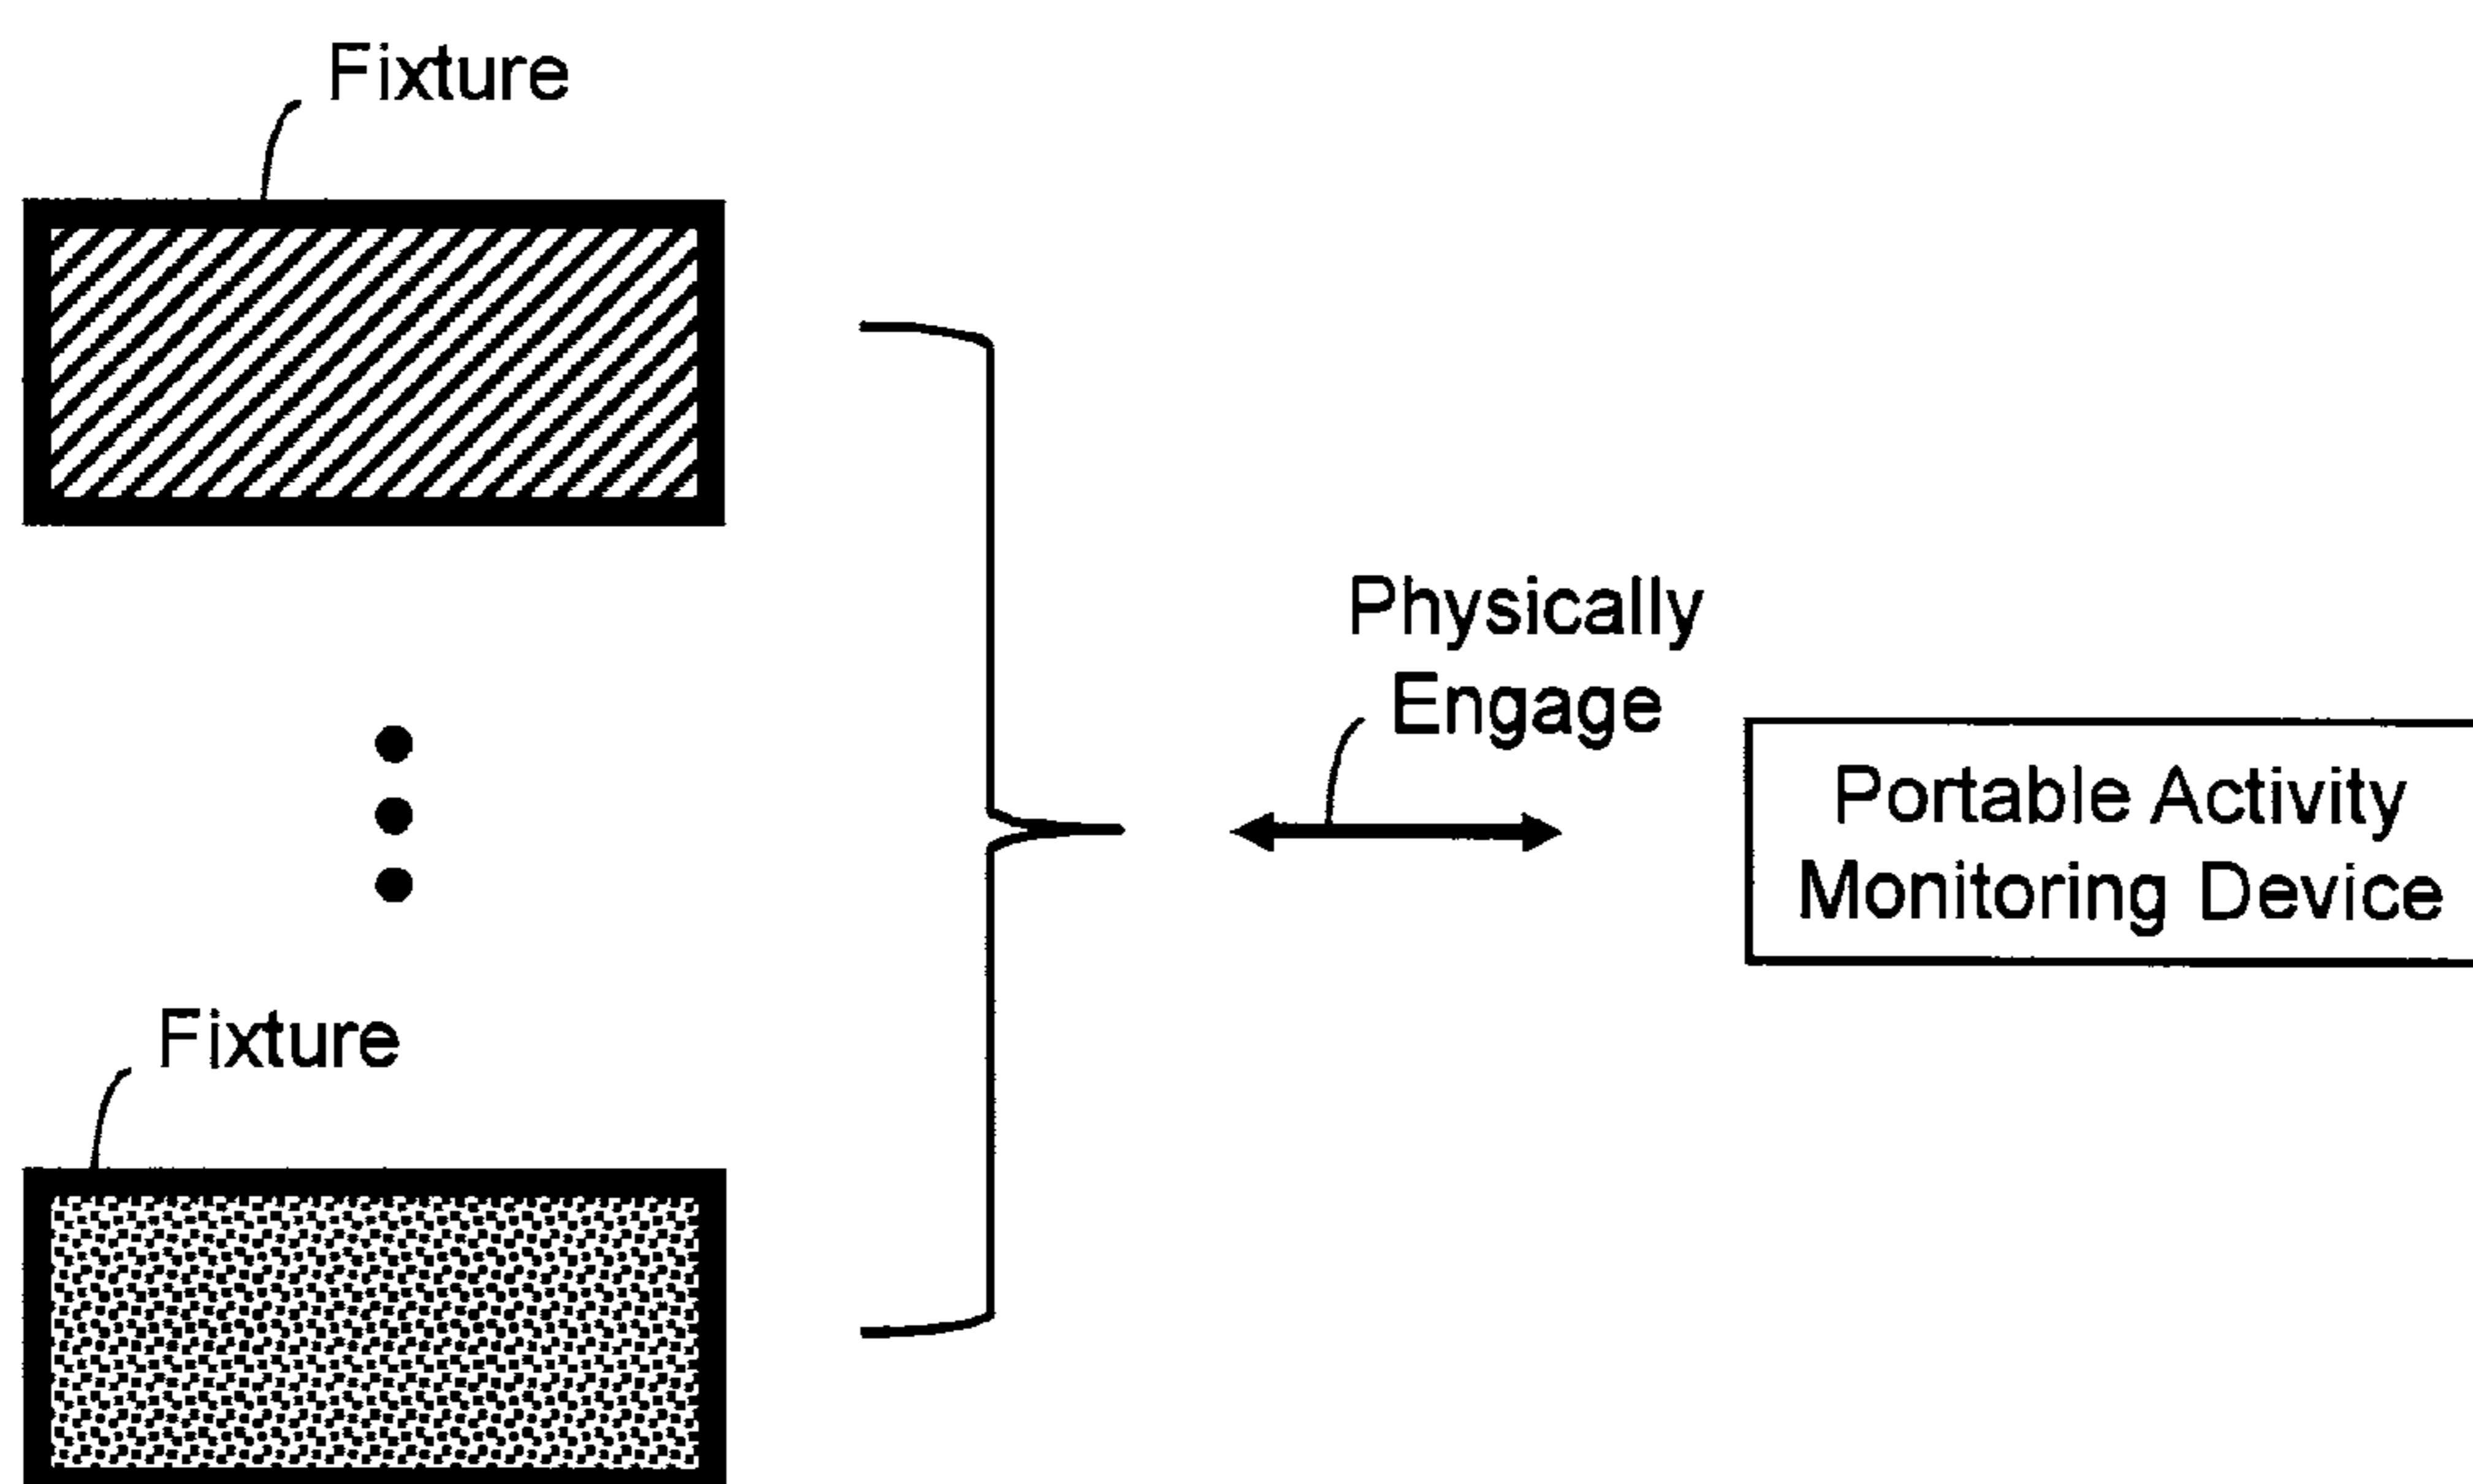 Fixture
Physically
Engage
Portable Activity
Monitoring Device
Fixture